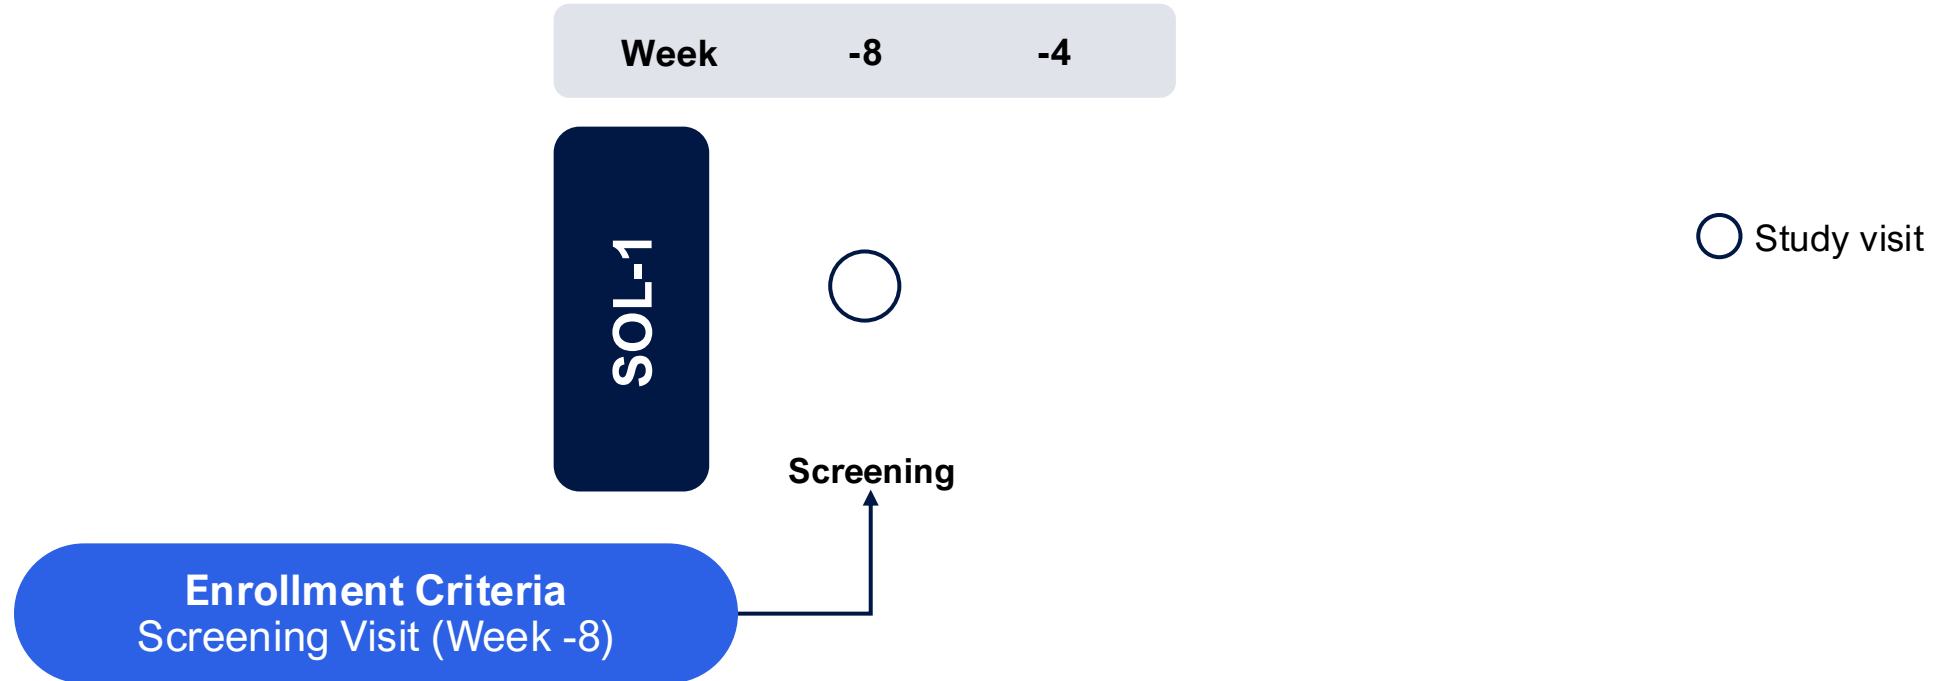 Week -8 -4
SOL-1
Study visit
Screening
Enrollment Criteria
Screening Visit (Week -8)